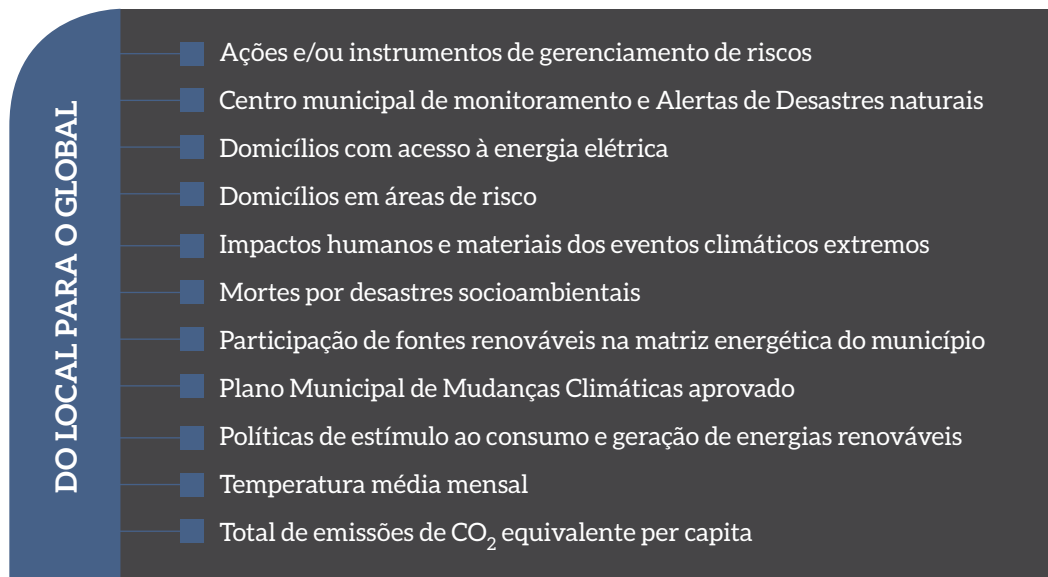 DO LOCAL PARA O GLOBAL
Ações e/ou instrumentos de gerenciamento de riscos
Centro municipal de monitoramento e Alertas de Desastres naturais
Domicílios com acesso à energia elétrica
Domicílios em áreas de risco
Impactos humanos e materiais dos eventos climáticos extremos
Mortes por desastres socioambientais
Participação de fontes renováveis na matriz energética do município
Plano Municipal de Mudanças Climáticas aprovado
Políticas de estímulo ao consumo e geração de energias renováveis
Temperatura média mensal
Total de emissões de CO₂ equivalente per capita